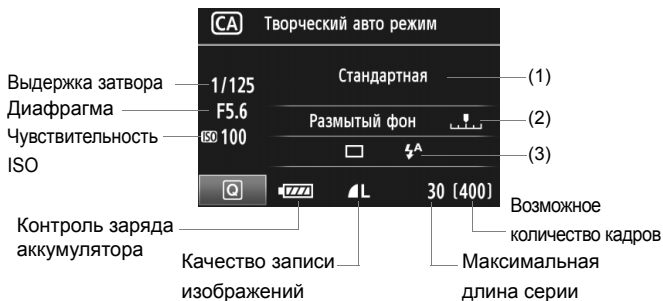 CA Творческий авто режим
Стандартная (1)
Выдержка затвора 1/125
Диафрагма F5.6
Размытый фон (2)
Чувствительность ISO 100
ISO
A (3)
Q L 30 [400]
Контроль заряда
аккумулятора
Возможное
количество кадров
Качество записи
изображений
Максимальная
длина серии